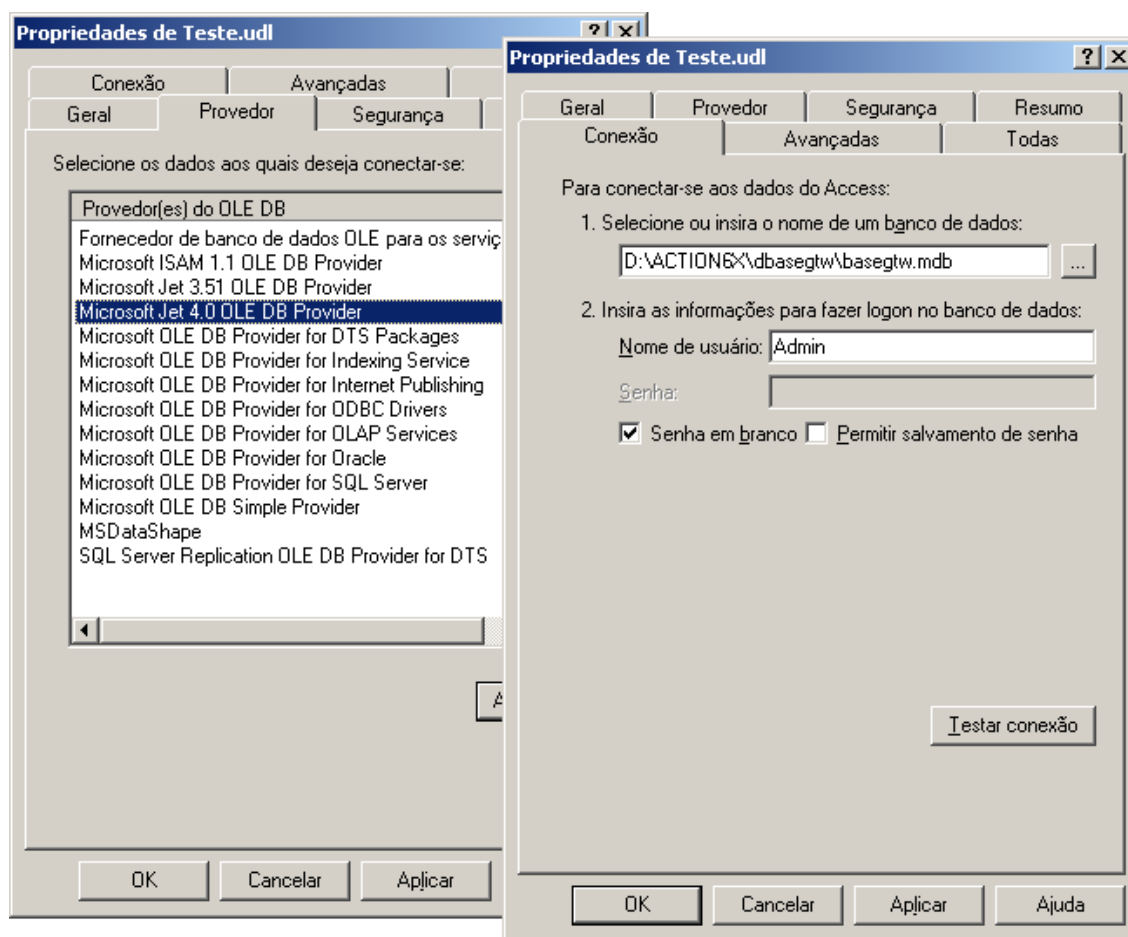 Propriedades de Teste.udl
Conexão Avançadas
Geral Provedor Segurança
Selecione os dados aos quais deseja conectar-se:
Provedor(es) do OLE DB
Fornecedor de banco de dados OLE para os
Microsoft ISAM 1.1 OLE DB Provider
Microsoft Jet 3.51 OLE DB Provider
Microsoft Jet 4.0 OLE DB Provider
Microsoft OLE DB Provider for DTS Packages
Microsoft OLE DB Provider for Indexing Service
Microsoft OLE DB Provider for Internet Publishing
Microsoft OLE DB Provider for ODBC Drivers
Microsoft OLE DB Provider for OLAP Services
Microsoft OLE DB Provider for Oracle
Microsoft OLE DB Provider for SQL Server
Microsoft OLE DB Simple Provider
MSDataShape
SQL Server Replication OLE DB Provider for DTS
OK Cancelar Aplicar
Propriedades de Teste.udl
Geral Provedor Segurança Resumo
Conexão Avançadas Todas
Para conectar-se aos dados do Access:
1. Selecione ou insira o nome de um banco de dados:
D:\ACTION6X\dbasegtw\basegtw.mdb ...
2. Insira as informações para fazer logon no banco de dados:
Nome de usuário: Admin
Senha:
Senha em branco Permitir salvamento de senha
Testar conexão
OK Cancelar Aplicar Ajuda